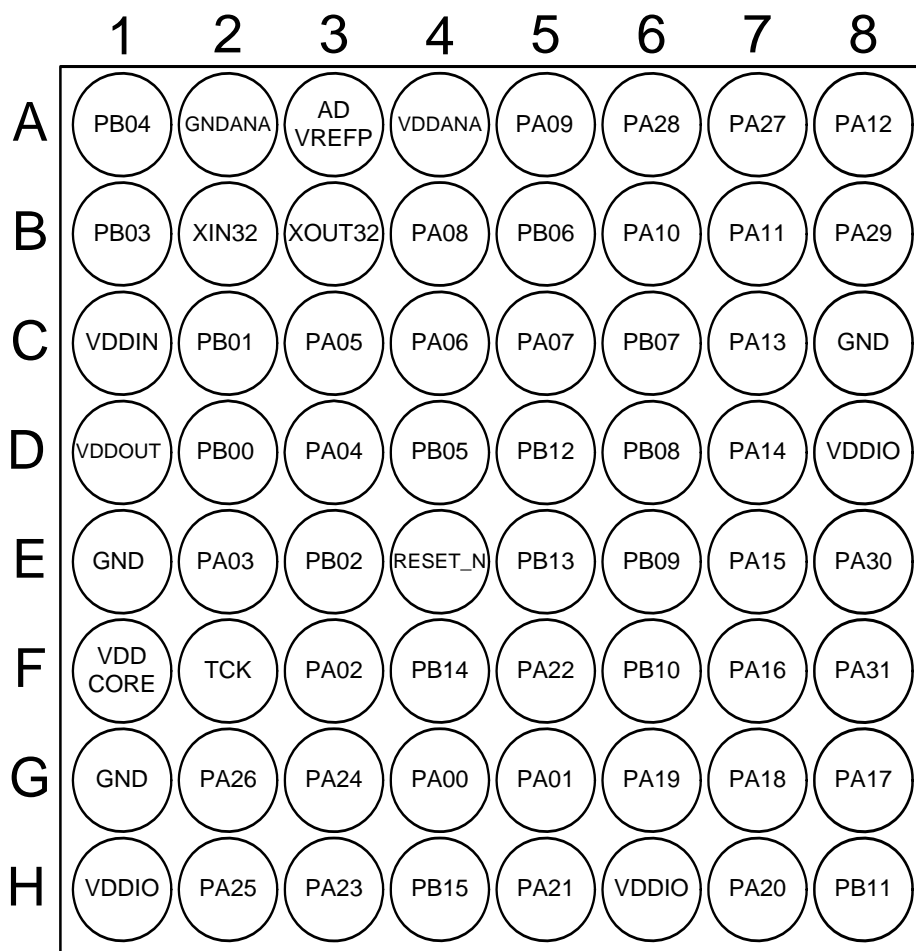 1 2 3 4 5 6 7 8
A PB04 GNDANA AD VREFP VDDANA PA09 PA28 PA27 PA12
B PB03 XIN32 XOUT32 PA08 PB06 PA10 PA11 PA29
C VDDIN PB01 PA05 PA06 PA07 PB07 PA13 GND
D VDDOUT PB00 PA04 PB05 PB12 PB08 PA14 VDDIO
E GND PA03 PB02 RESET_N PB13 PB09 PA15 PA30
F VDD CORE TCK PA02 PB14 PA22 PB10 PA16 PA31
G GND PA26 PA24 PA00 PA01 PA19 PA18 PA17
H VDDIO PA25 PA23 PB15 PA21 VDDIO PA20 PB11